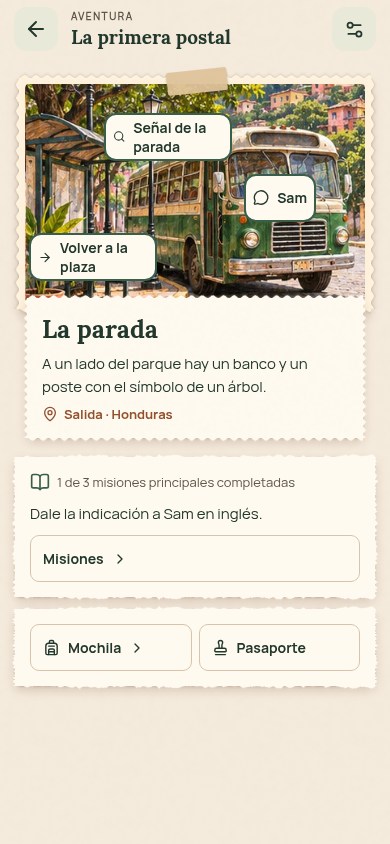 AVENTURA
La primera postal
Señal de la
parada
Sam
Volver a la
plaza
La parada
A un lado del parque hay un banco y un
poste con el símbolo de un árbol.
Salida · Honduras
1 de 3 misiones principales completadas
Dale la indicación a Sam en inglés.
Misiones
Mochila
Pasaporte